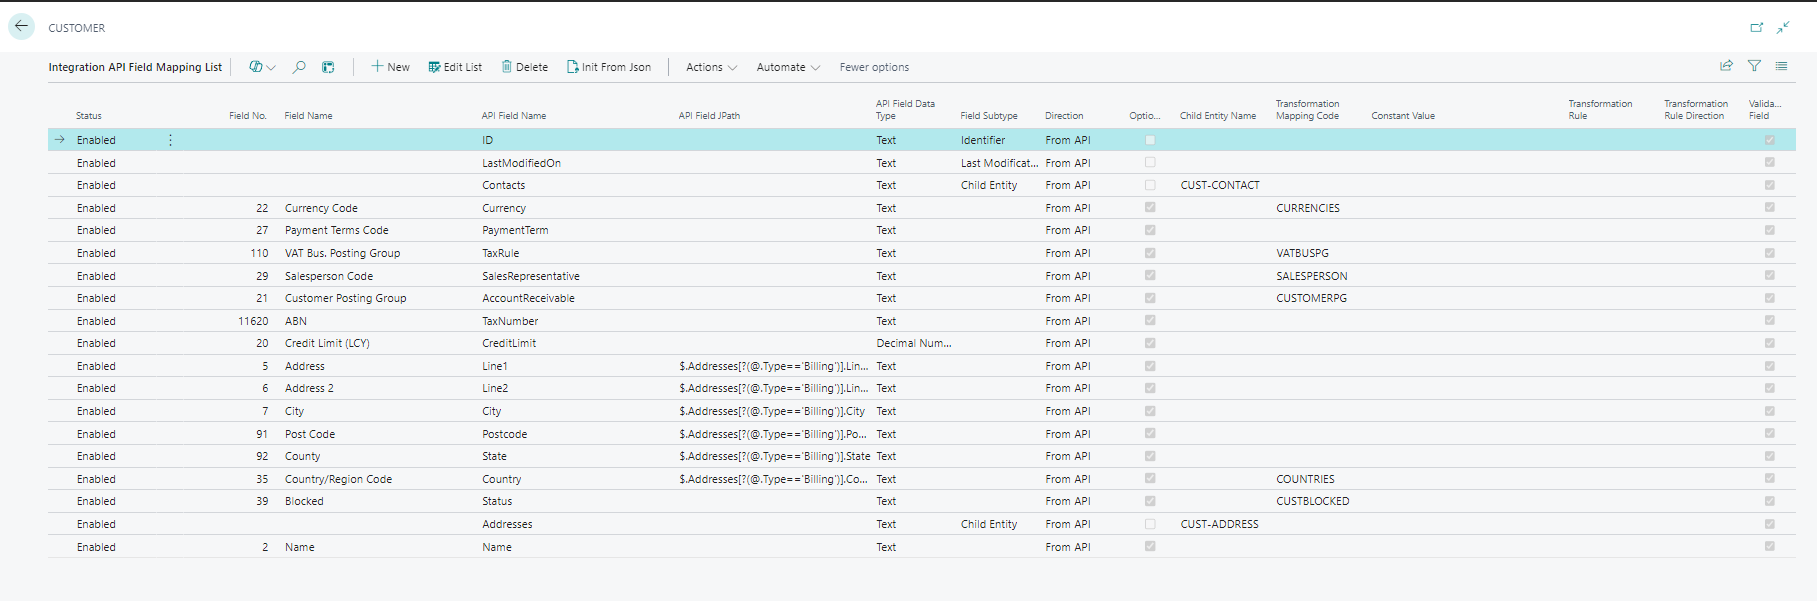 CUSTOMER
Integration API Field Mapping List New Edit List Delete Init From Json Actions Automate Fewer options
Status Field No. Field Name API Field Name API Field JPath API Field Data Type Field Subtype Direction Optio... Child Entity Name Transformation Mapping Code Constant Value Transformation Rule Transformation Rule Direction Valida... Field
Enabled ID Text Identifier From API
Enabled LastModifiedOn Text Last Modificat... From API
Enabled Contacts Text Child Entity From API CUST-CONTACT
Enabled 22 Currency Code Currency Text From API CURRENCIES
Enabled 27 Payment Terms Code PaymentTerm Text From API
Enabled 110 VAT Bus. Posting Group TaxRule Text From API VATBUSPG
Enabled 29 Salesperson Code SalesRepresentative Text From API SALESPERSON
Enabled 21 Customer Posting Group AccountReceivable Text From API CUSTOMERPG
Enabled 11620 ABN TaxNumber Text From API
Enabled 20 Credit Limit (LCY) CreditLimit Decimal Num... From API
Enabled 5 Address Line1 $.Addresses[?(@.Type=='Billing')].Lin... Text From API
Enabled 6 Address 2 Line2 $.Addresses[?(@.Type=='Billing')].Lin... Text From API
Enabled 7 City City $.Addresses[?(@.Type=='Billing')].City Text From API
Enabled 91 Post Code Postcode $.Addresses[?(@.Type=='Billing')].Po... Text From API
Enabled 92 County State $.Addresses[?(@.Type=='Billing')].State Text From API
Enabled 35 Country/Region Code Country $.Addresses[?(@.Type=='Billing')].Co... Text From API COUNTRIES
Enabled 39 Blocked Status Text From API CUSTBLOCKED
Enabled Addresses Text Child Entity From API CUST-ADDRESS
Enabled 2 Name Name Text From API